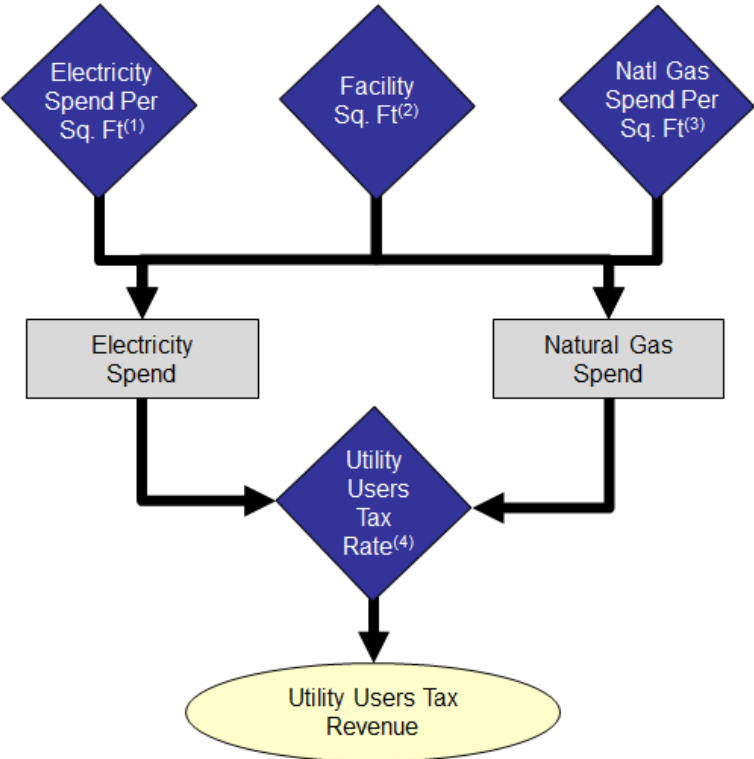 Electricity
Spend Per
Sq. Ft(1)
Facility
Sq. Ft(2)
Natl Gas
Spend Per
Sq. Ft(3)
Electricity
Spend
Natural Gas
Spend
Utility
Users
Tax
Rate(4)
Utility Users Tax
Revenue